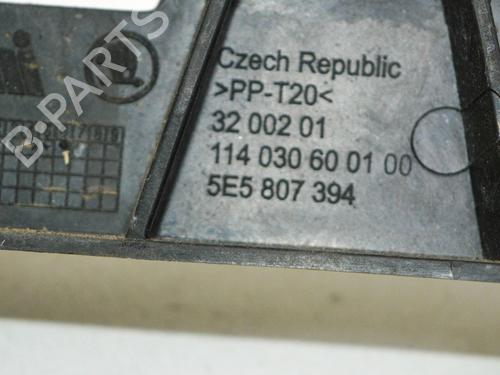 Czech Republic
>PP-T20<
32 002 01
114 030 60 01 00
5E5 807 394
B-PARTS